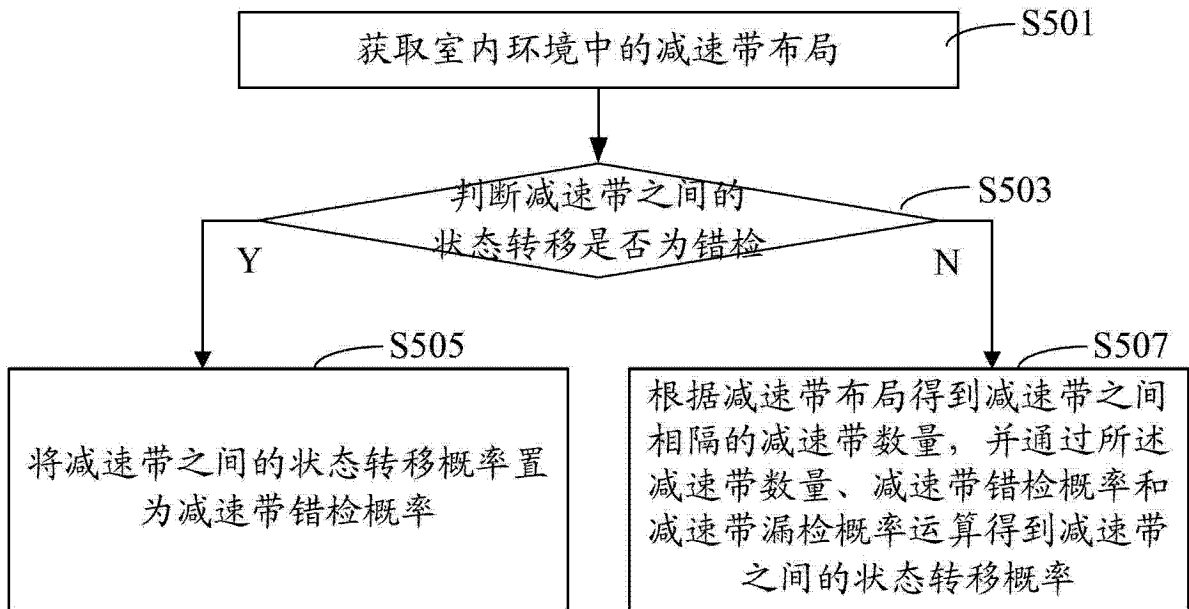 获取室内环境中的减速带布局
S501
判断减速带之间的
状态转移是否为错检
S503
Y
N
S505
将减速带之间的状态转移概率置
为减速带错检概率
S507
根据减速带布局得到减速带之间
相隔的减速带数量，并通过所述
减速带数量、减速带错检概率和
减速带漏检概率运算得到减速带
之间的状态转移概率